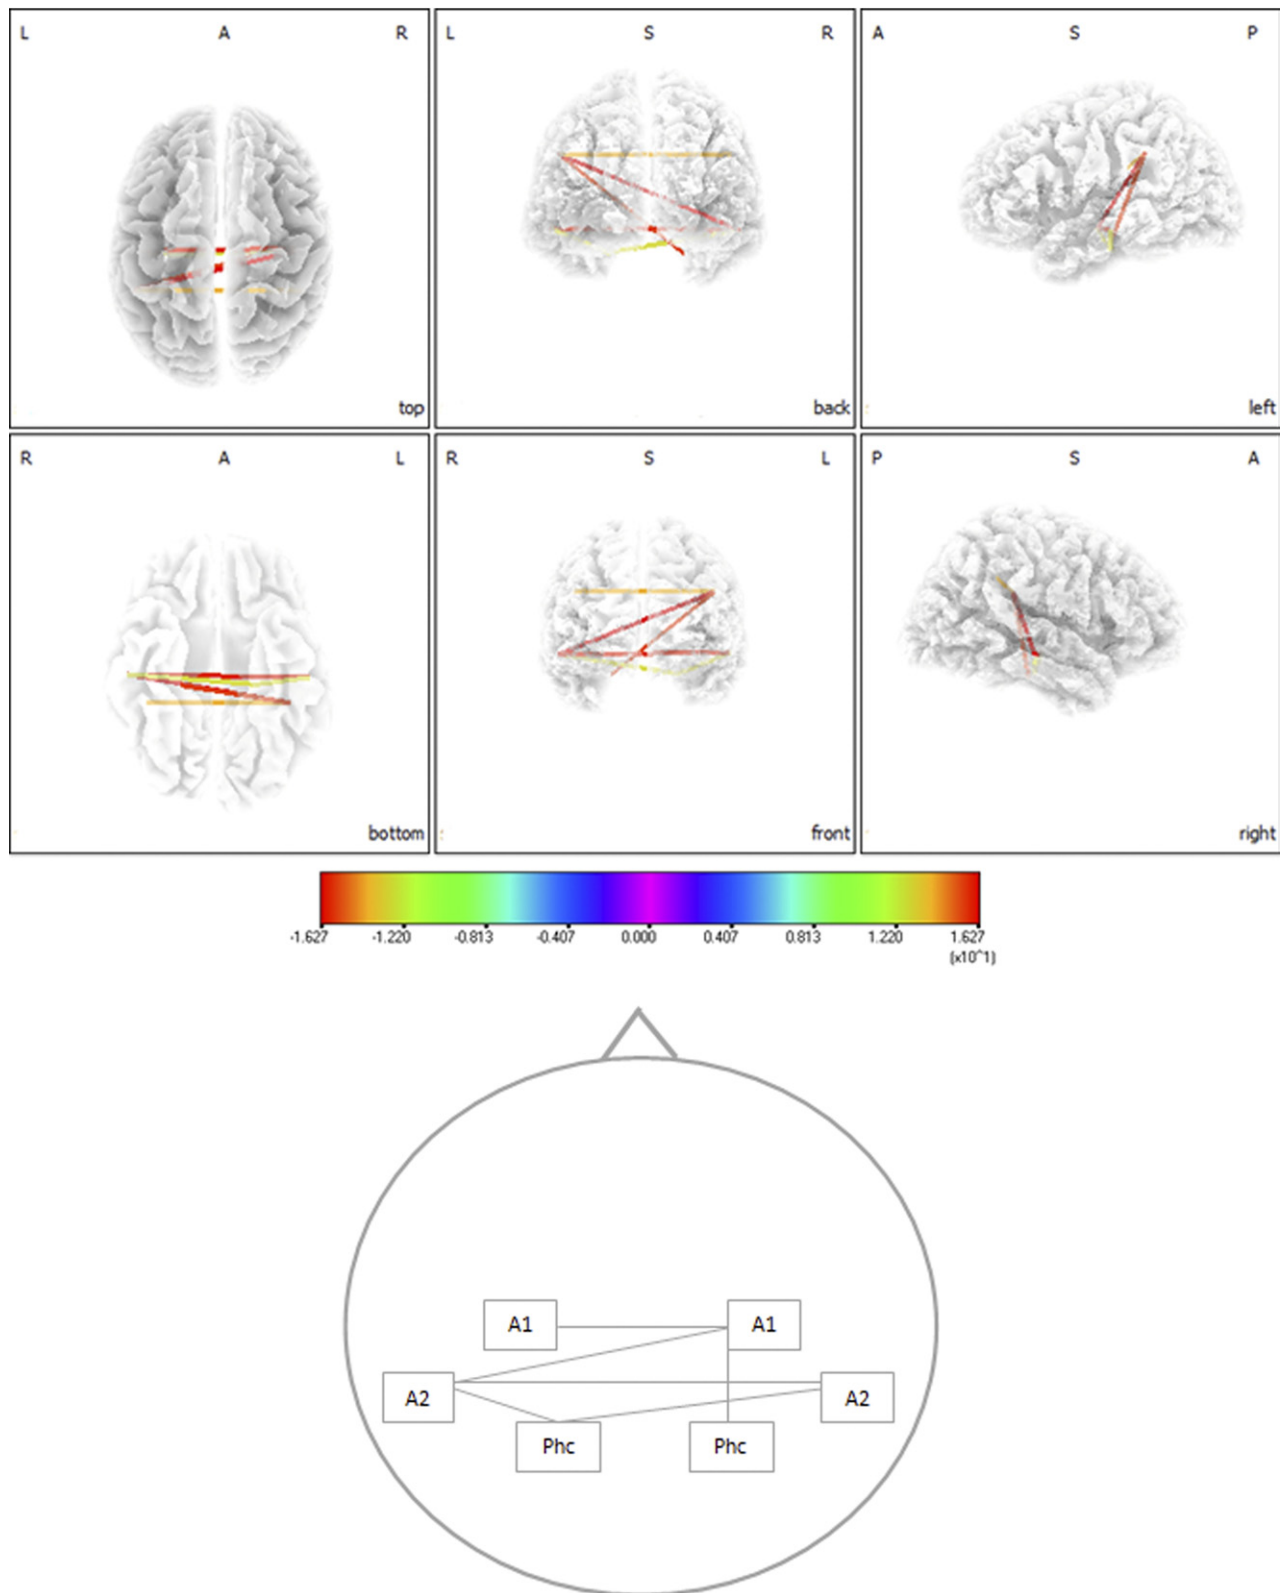 L A R
top
L S R
back
A S P
left
R A L
bottom
R S L
front
P S A
right
-1.627 -1.220 -0.813 -0.407 0.000 0.407 0.813 1.220 1.627
(x10^1)
A1 A1
A2 A2
Phc Phc